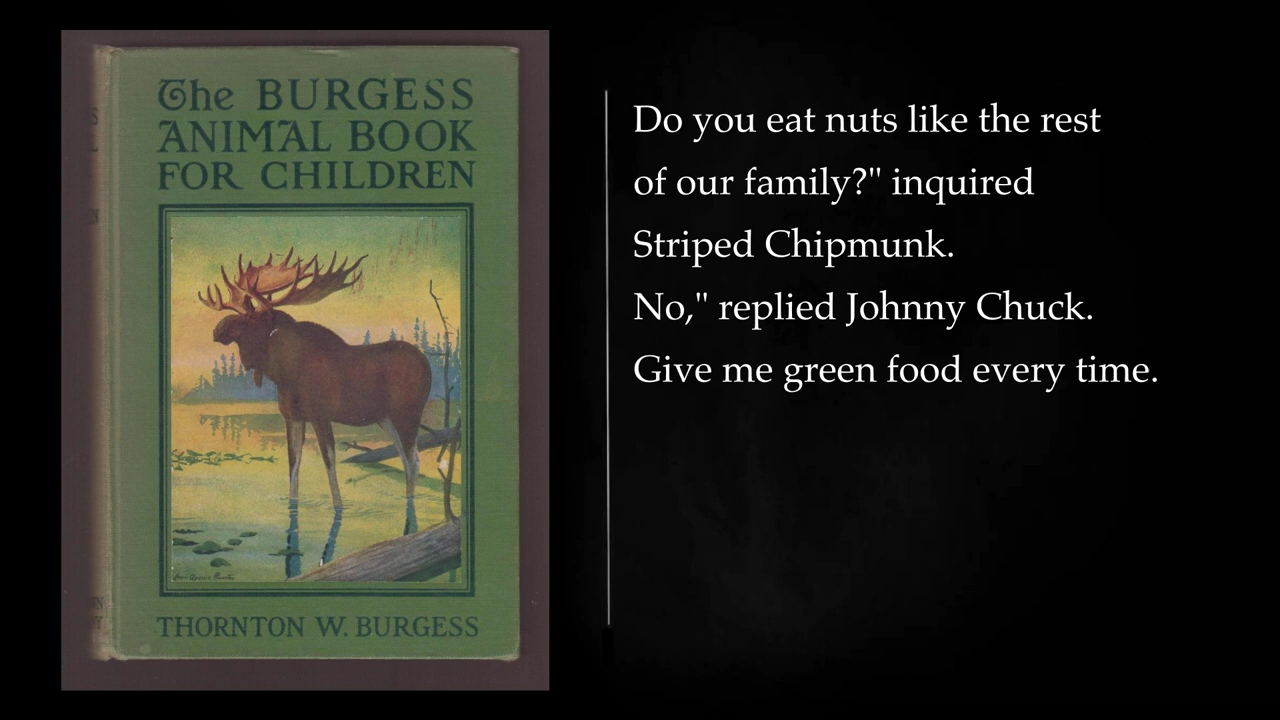 The BURGESS
ANIMAL BOOK
FOR CHILDREN
THORNTON W. BURGESS
Do you eat nuts like the rest
of our family?" inquired
Striped Chipmunk.
No," replied Johnny Chuck.
Give me green food every time.